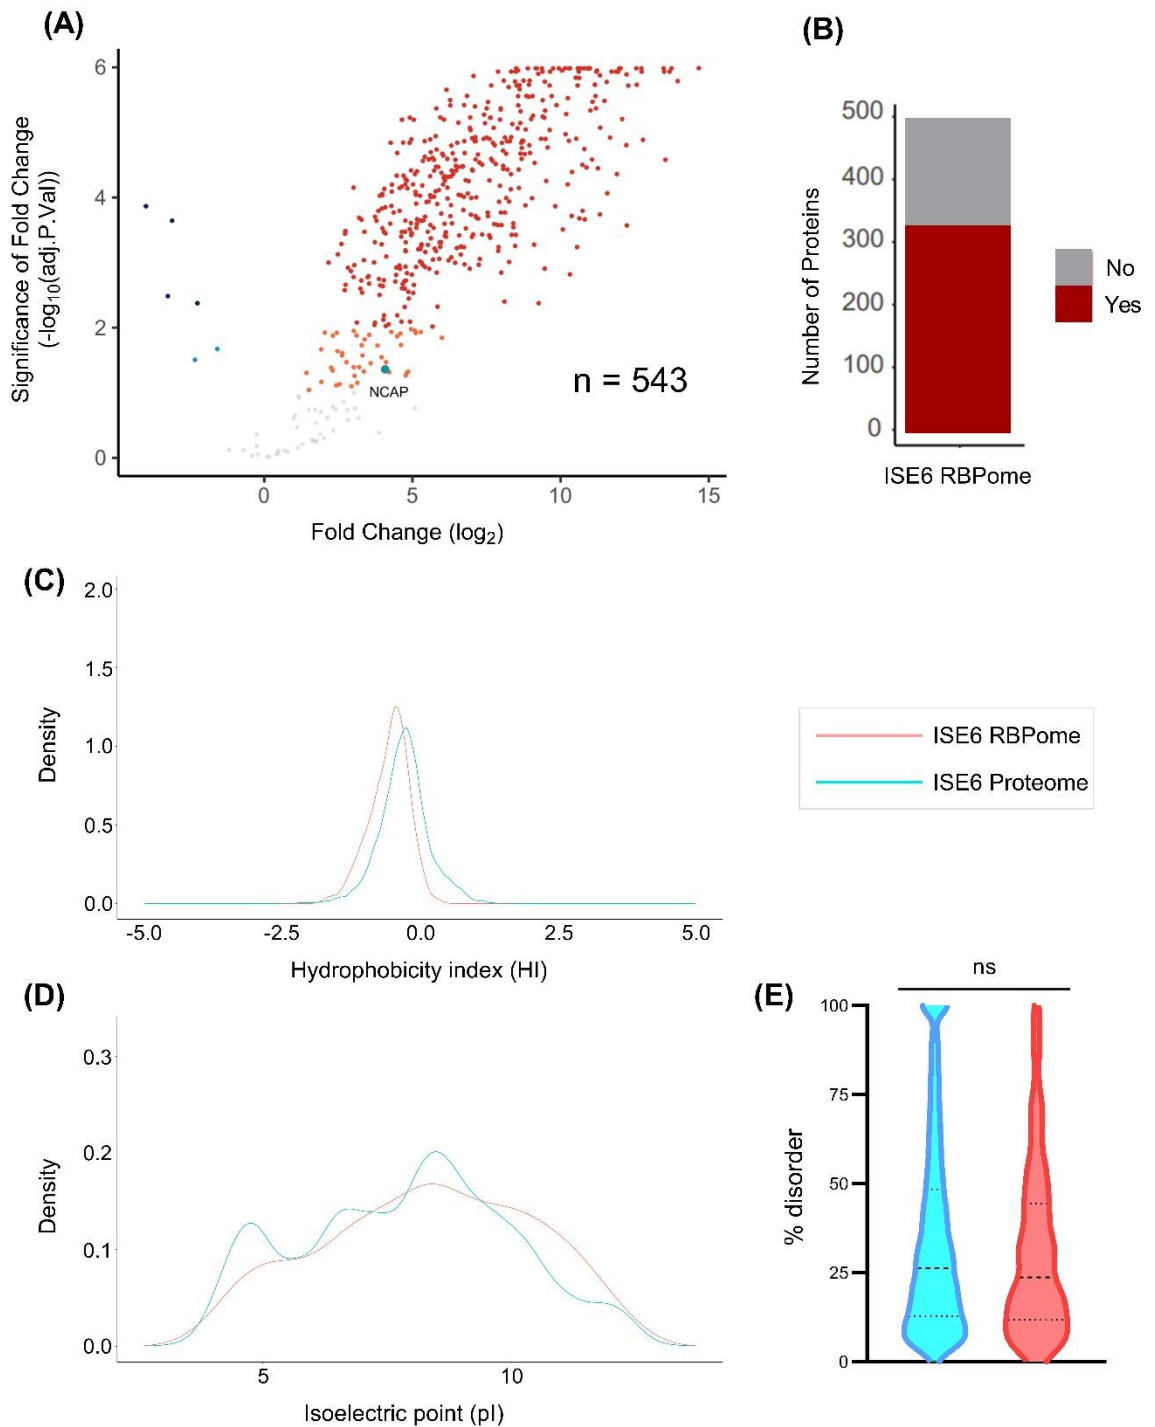 (A)
6
4
2
0
Significance of Fold Change
(-log10(adj.P.Val))
NCAP
n = 543
0 5 10 15
Fold Change (log2)
(B)
500
400
300
200
100
0
Number of Proteins
No
Yes
ISE6 RBPome
(C)
2.0
1.5
1.0
0.5
0.0
Density
-5.0 -2.5 0.0 2.5 5.0
Hydrophobicity index (HI)
ISE6 RBPome
ISE6 Proteome
(D)
0.3
0.2
0.1
0.0
Density
5 10
Isoelectric point (pI)
(E)
ns
100
75
50
25
0
% disorder